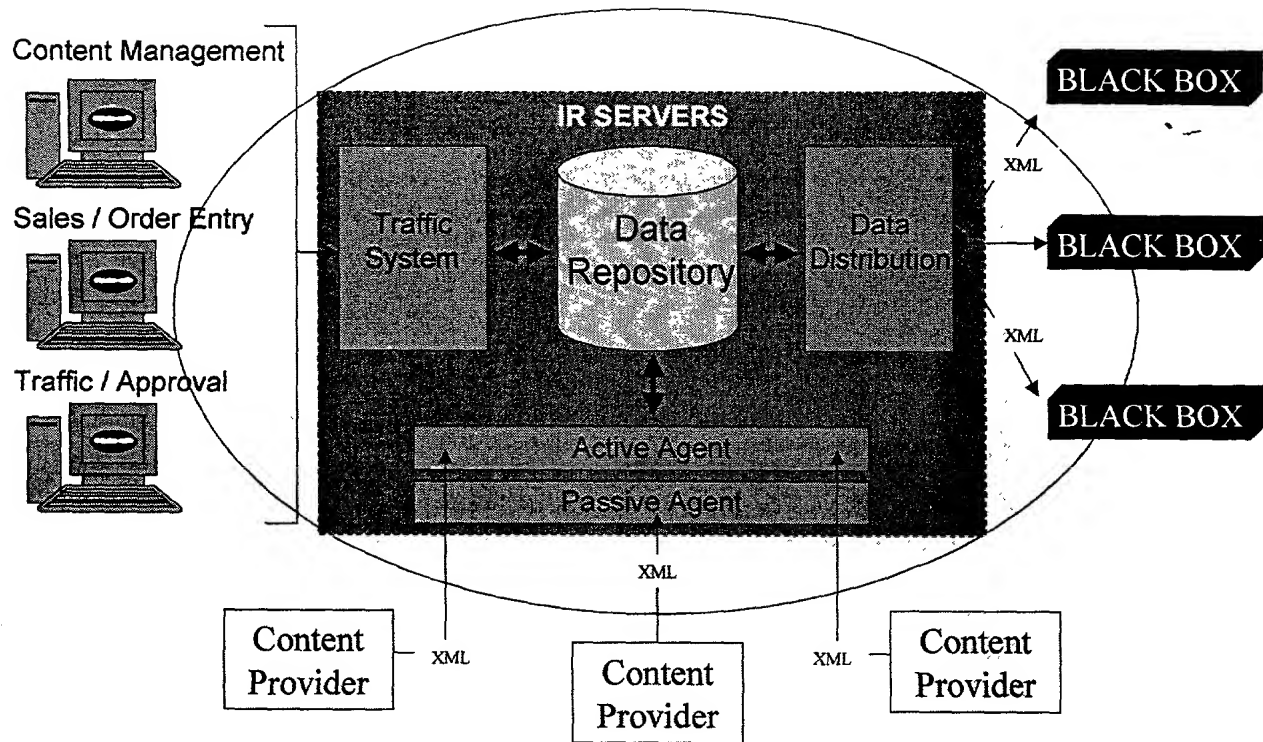 Content Management
Sales / Order Entry
Traffic / Approval
IR SERVERS
Traffic
System
Data
Repository
Data
Distribution
Active Agent
Passive Agent
XML
XML
BLACK BOX
BLACK BOX
BLACK BOX
XML
XML
XML
Content
Provider
Content
Provider
Content
Provider